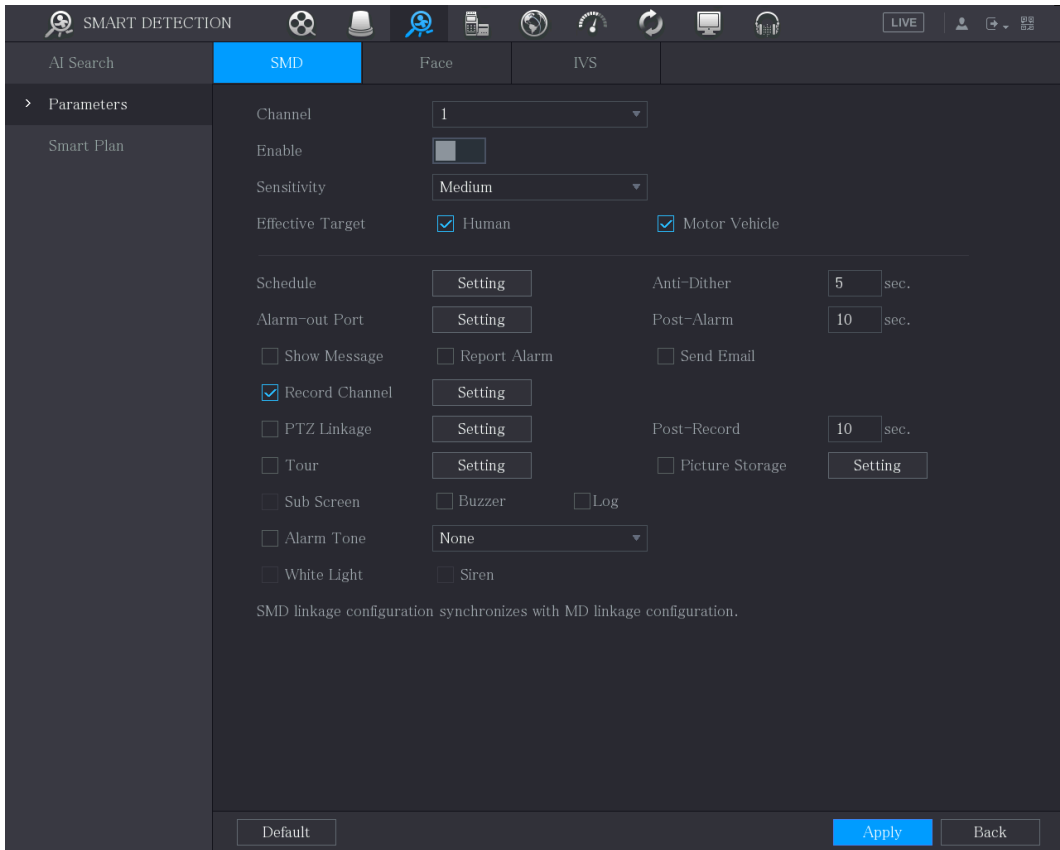 SMART DETECTION LIVE
AI Search
Parameters
Smart Plan
SMD Face IVS
Channel 1
Enable
Sensitivity Medium
Effective Target Human Motor Vehicle
Schedule Setting Anti-Dither 5 sec.
Alarm-out Port Setting Post-Alarm 10 sec.
Show Message Report Alarm Send Email
Record Channel Setting
PTZ Linkage Setting Post-Record 10 sec.
Tour Setting Picture Storage Setting
Sub Screen Buzzer Log
Alarm Tone None
White Light Siren
SMD linkage configuration synchronizes with MD linkage configuration.
Default Apply Back